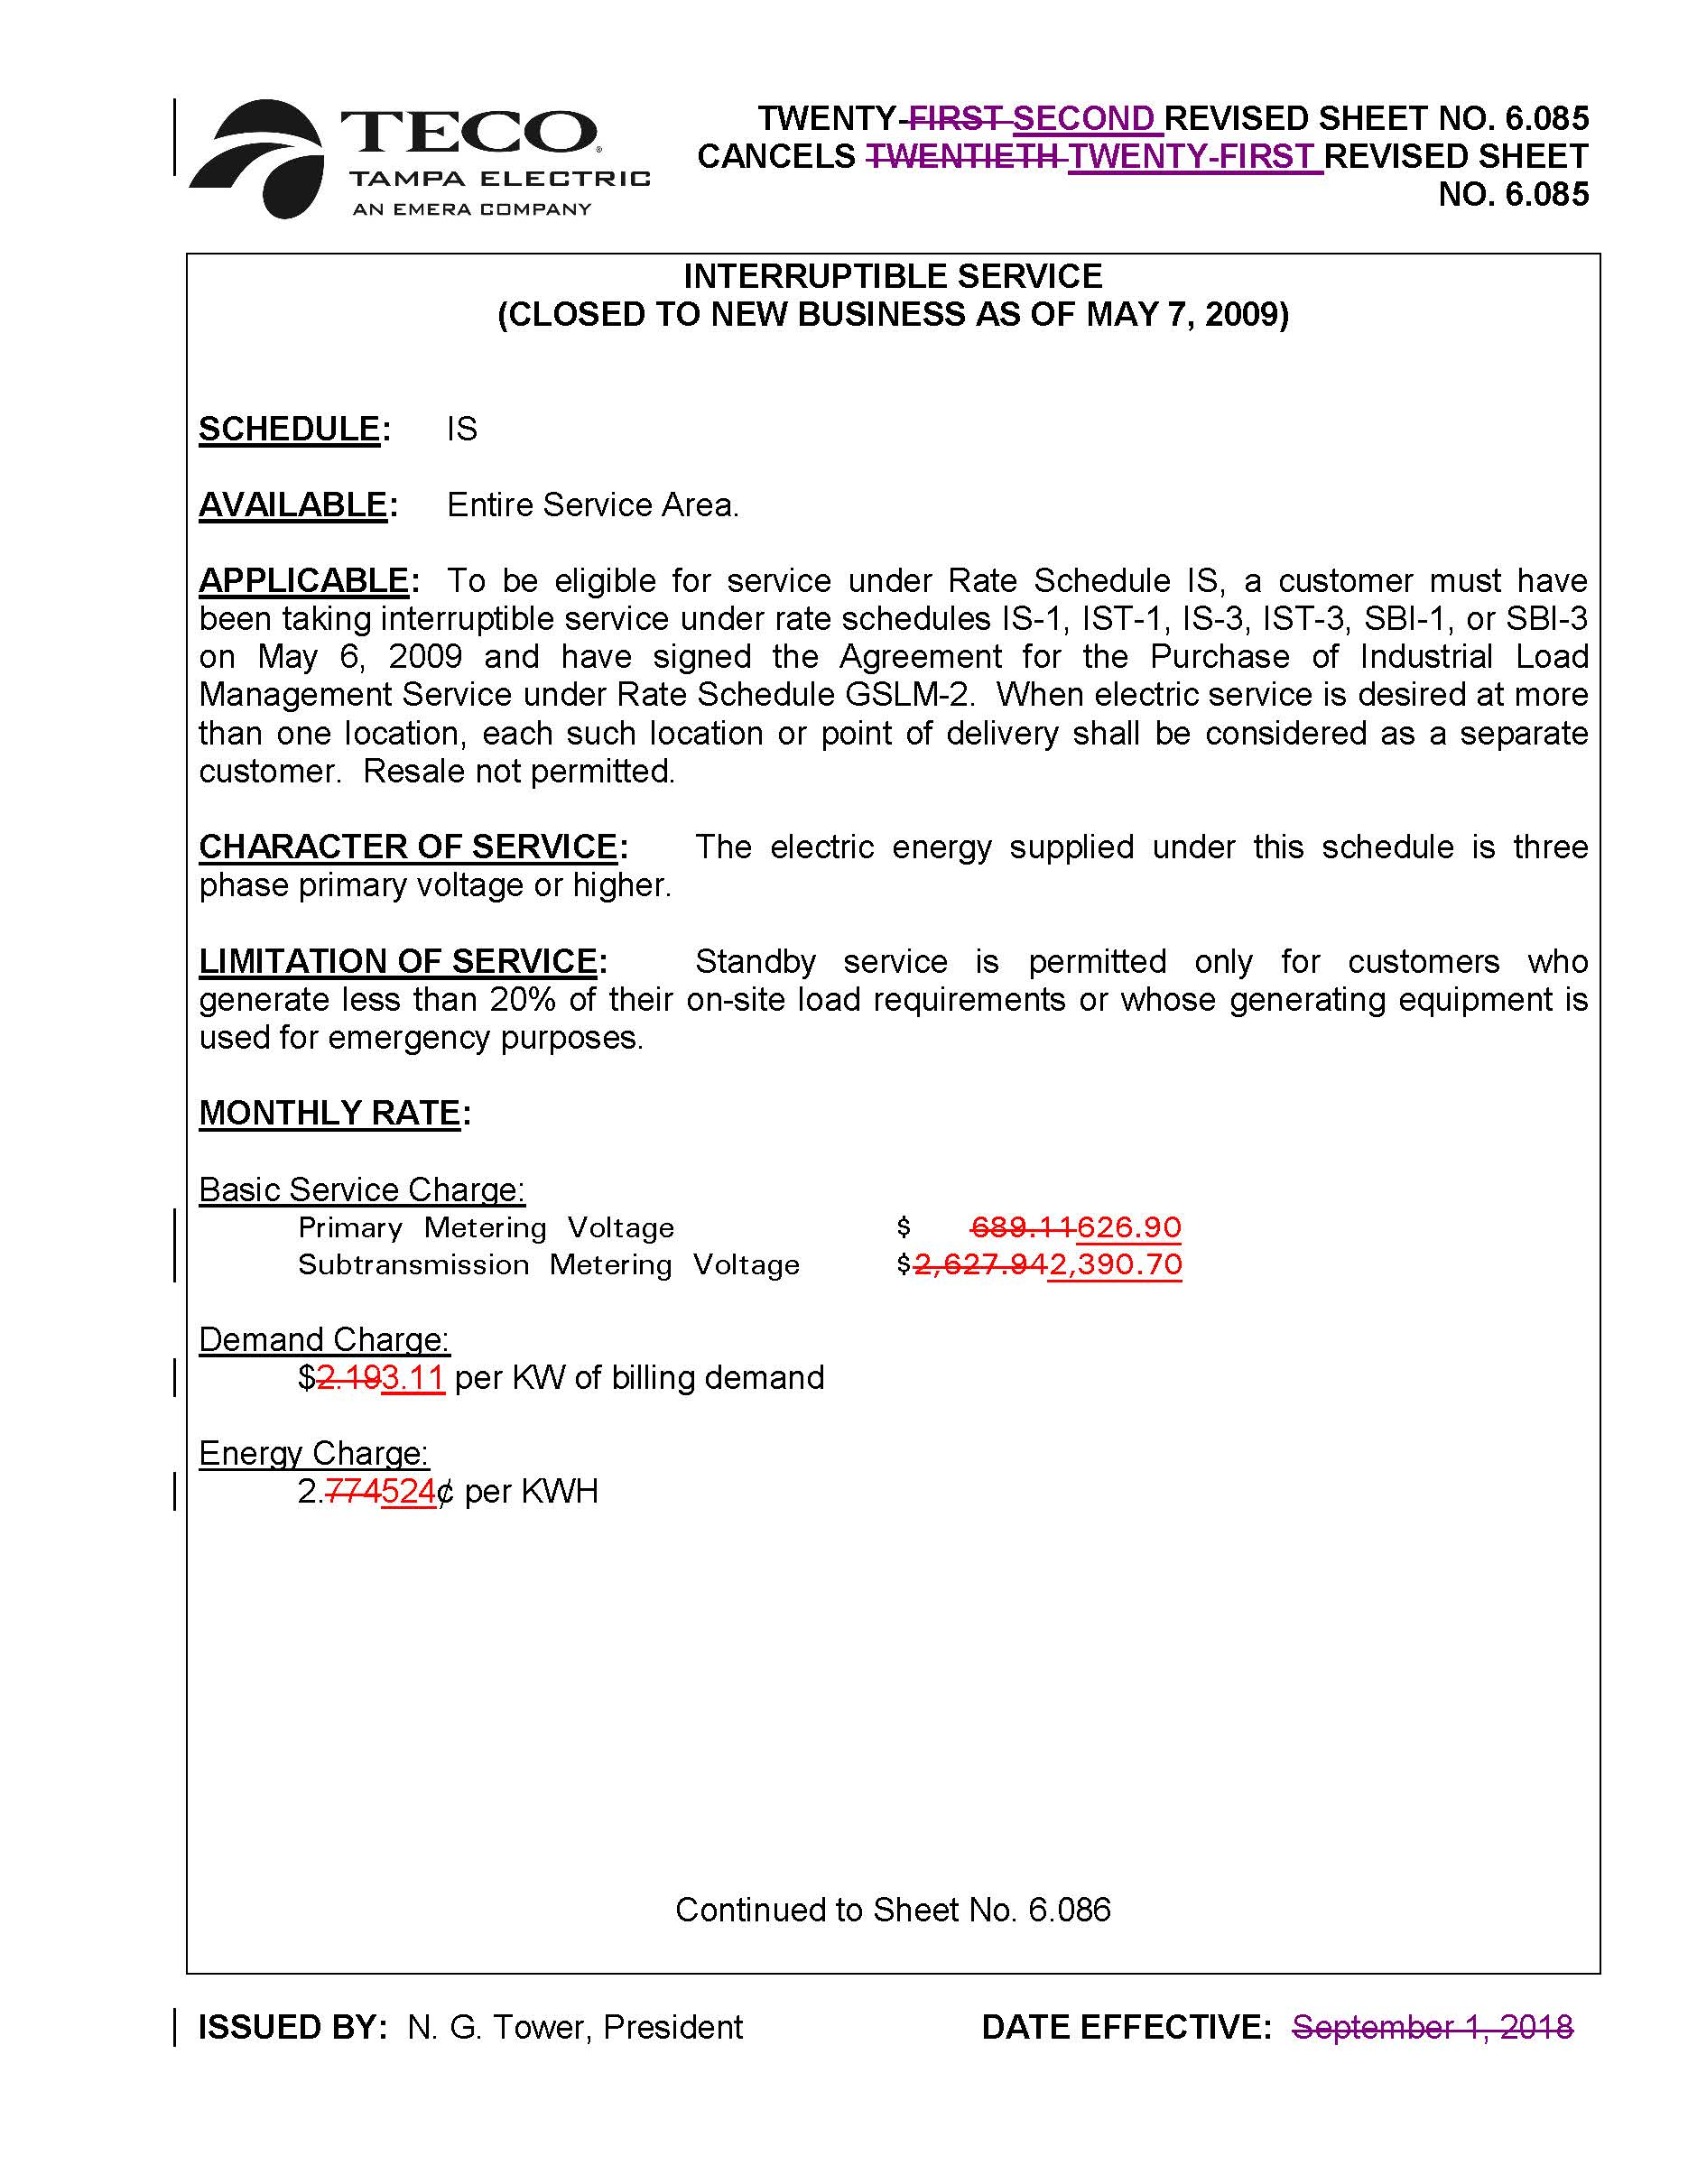 TECO®
TAMPA ELECTRIC
AN EMERA COMPANY
TWENTY-FIRST SECOND REVISED SHEET NO. 6.085
CANCELS TWENTIETH TWENTY-FIRST REVISED SHEET
NO. 6.085
INTERRUPTIBLE SERVICE
(CLOSED TO NEW BUSINESS AS OF MAY 7, 2009)
SCHEDULE: IS
AVAILABLE: Entire Service Area.
APPLICABLE: To be eligible for service under Rate Schedule IS, a customer must have
been taking interruptible service under rate schedules IS-1, IST-1, IS-3, IST-3, SBI-1, or SBI-3
on May 6, 2009 and have signed the Agreement for the Purchase of Industrial Load
Management Service under Rate Schedule GSLM-2. When electric service is desired at more
than one location, each such location or point of delivery shall be considered as a separate
customer. Resale not permitted.
CHARACTER OF SERVICE: The electric energy supplied under this schedule is three
phase primary voltage or higher.
LIMITATION OF SERVICE: Standby service is permitted only for customers who
generate less than 20% of their on-site load requirements or whose generating equipment is
used for emergency purposes.
MONTHLY RATE:
Basic Service Charge:
Primary Metering Voltage $ 689.11626.90
Subtransmission Metering Voltage $2,627.942,390.70
Demand Charge:
$2.193.11 per KW of billing demand
Energy Charge:
2.774524¢ per KWH
Continued to Sheet No. 6.086
ISSUED BY: N. G. Tower, President DATE EFFECTIVE: September 1, 2018